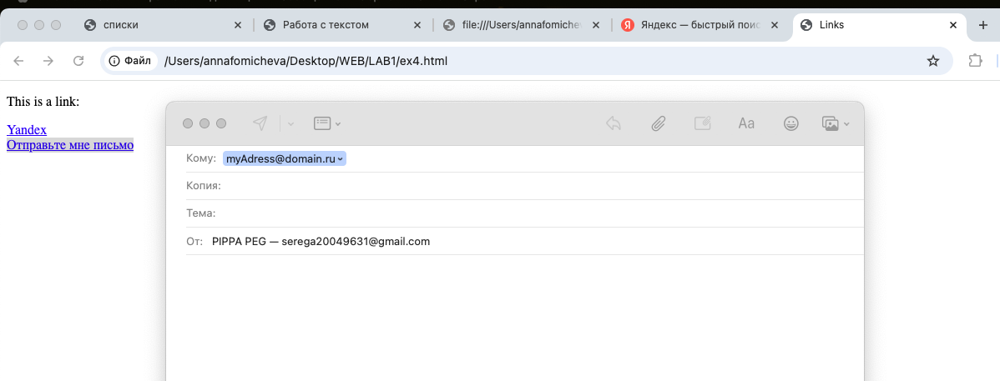 списки
Работа с текстом
file:///Users/annafomichev
Яндекс — быстрый поис
Links
Файл
/Users/annafomicheva/Desktop/WEB/LAB1/ex4.html
This is a link:
Yandex
Отправьте мне письмо
Aa
Кому: myAdress@domain.ru
Копия:
Тема:
От: PIPPA PEG — serega20049631@gmail.com